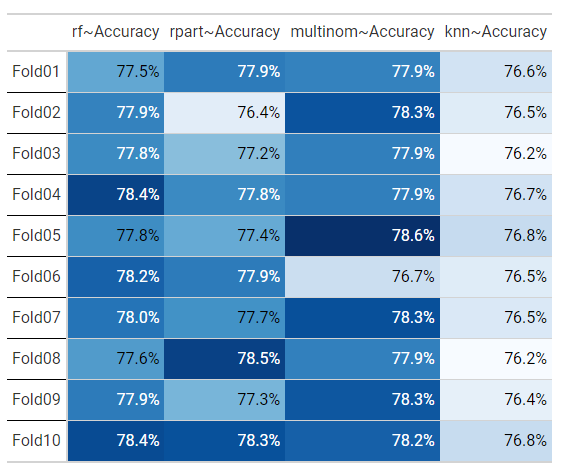 rf~Accuracy rpart~Accuracy multinom~Accuracy knn~Accuracy
Fold01 77.5% 77.9% 77.9% 76.6%
Fold02 77.9% 76.4% 78.3% 76.5%
Fold03 77.8% 77.2% 77.9% 76.2%
Fold04 78.4% 77.8% 77.9% 76.7%
Fold05 77.8% 77.4% 78.6% 76.8%
Fold06 78.2% 77.9% 76.7% 76.5%
Fold07 78.0% 77.7% 78.3% 76.5%
Fold08 77.6% 78.5% 77.9% 76.2%
Fold09 77.9% 77.3% 78.3% 76.4%
Fold10 78.4% 78.3% 78.2% 76.8%